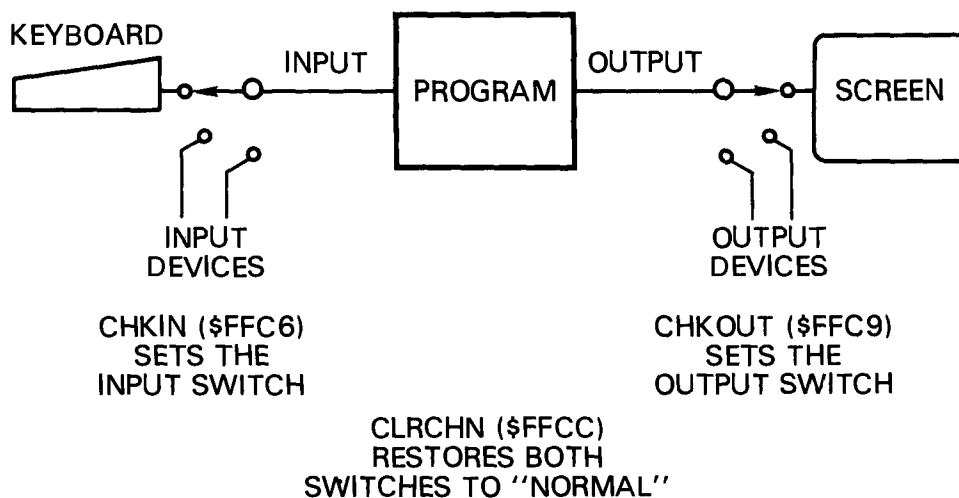 KEYBOARD
INPUT
PROGRAM
OUTPUT
SCREEN
INPUT
DEVICES
OUTPUT
DEVICES
CHKIN ($FFC6)
SETS THE
INPUT SWITCH
CHKOUT ($FFC9)
SETS THE
OUTPUT SWITCH
CLRCHN ($FFCC)
RESTORES BOTH
SWITCHES TO "NORMAL"